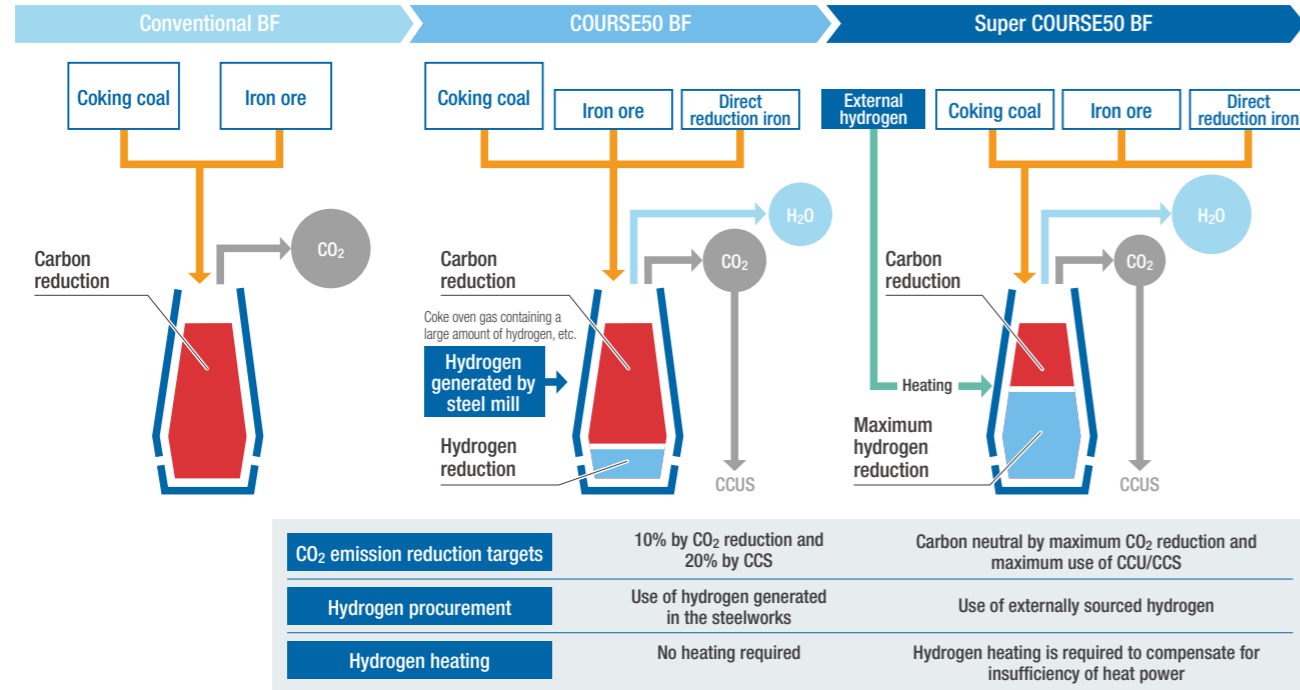 Conventional BF
COURSE50 BF
Super COURSE50 BF
Coking coal
Iron ore
CO₂
Carbon
reduction
Coking coal
Iron ore
Direct
reduction iron
H₂O
CO₂
Carbon
reduction
Coke oven gas containing a
large amount of hydrogen, etc.
Hydrogen
generated by
steel mill
Hydrogen
reduction
CCUS
External
hydrogen
Coking coal
Iron ore
Direct
reduction iron
H₂O
CO₂
Carbon
reduction
Heating
Maximum
hydrogen
reduction
CCUS
CO₂ emission reduction targets
10% by CO₂ reduction and
20% by CCS
Carbon neutral by maximum CO₂ reduction and
maximum use of CCU/CCS
Hydrogen procurement
Use of hydrogen generated
in the steelworks
Use of externally sourced hydrogen
Hydrogen heating
No heating required
Hydrogen heating is required to compensate for
insufficiency of heat power